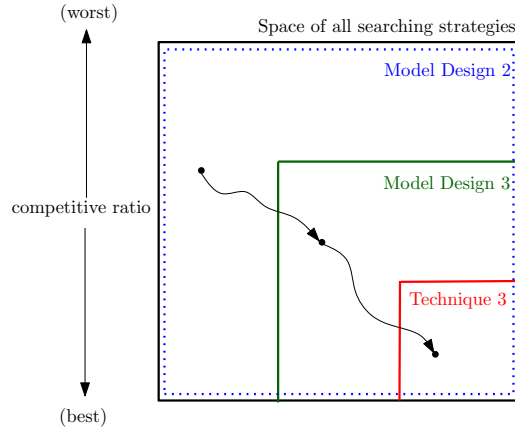 (worst)
Space of all searching strategies
Model Design 2
Model Design 3
competitive ratio
Technique 3
(best)